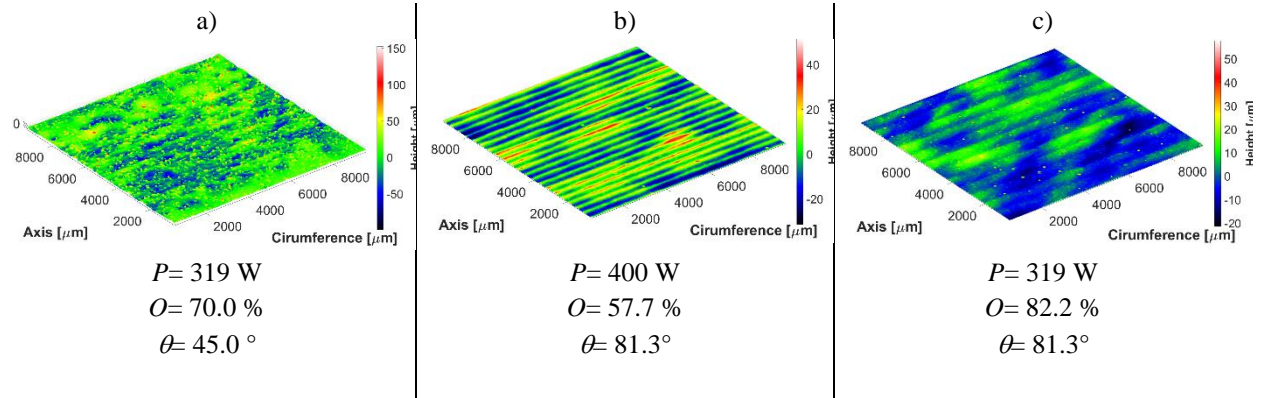 a)
b)
c)
150
100
50
0
-50
Height [μm]
0
8000
6000
4000
2000
8000
6000
4000
2000
Axis [μm]
Cirumference [μm]
40
20
0
-20
Height [μm]
8000
6000
4000
2000
8000
6000
4000
2000
Axis [μm]
Cirumference [μm]
50
40
30
20
10
0
-10
-20
Height [μm]
8000
6000
4000
2000
8000
6000
4000
2000
Axis [μm]
Cirumference [μm]
P= 319 W
O= 70.0 %
θ= 45.0 °
P= 400 W
O= 57.7 %
θ= 81.3°
P= 319 W
O= 82.2 %
θ= 81.3°